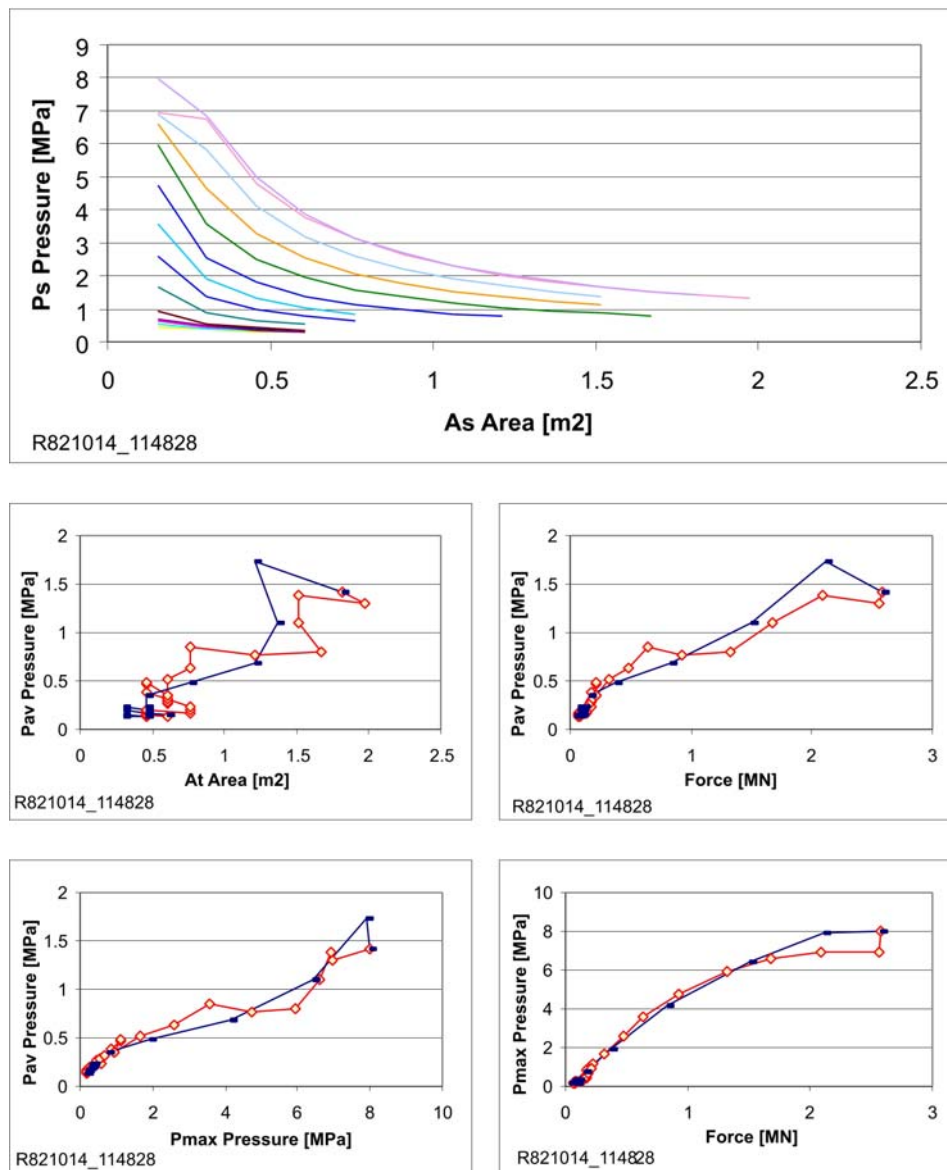 Ps Pressure [MPa]
9
8
7
6
5
4
3
2
1
0
0 0.5 1 1.5 2 2.5
As Area [m2]
R821014_114828
Pav Pressure [MPa]
2
1.5
1
0.5
0
0 0.5 1 1.5 2 2.5
At Area [m2]
R821014_114828
Pav Pressure [MPa]
2
1.5
1
0.5
0
0 1 2 3
Force [MN]
R821014_114828
Pav Pressure [MPa]
2
1.5
1
0.5
0
0 2 4 6 8 10
Pmax Pressure [MPa]
R821014_114828
Pmax Pressure [MPa]
10
8
6
4
2
0
0 1 2 3
Force [MN]
R821014_114828